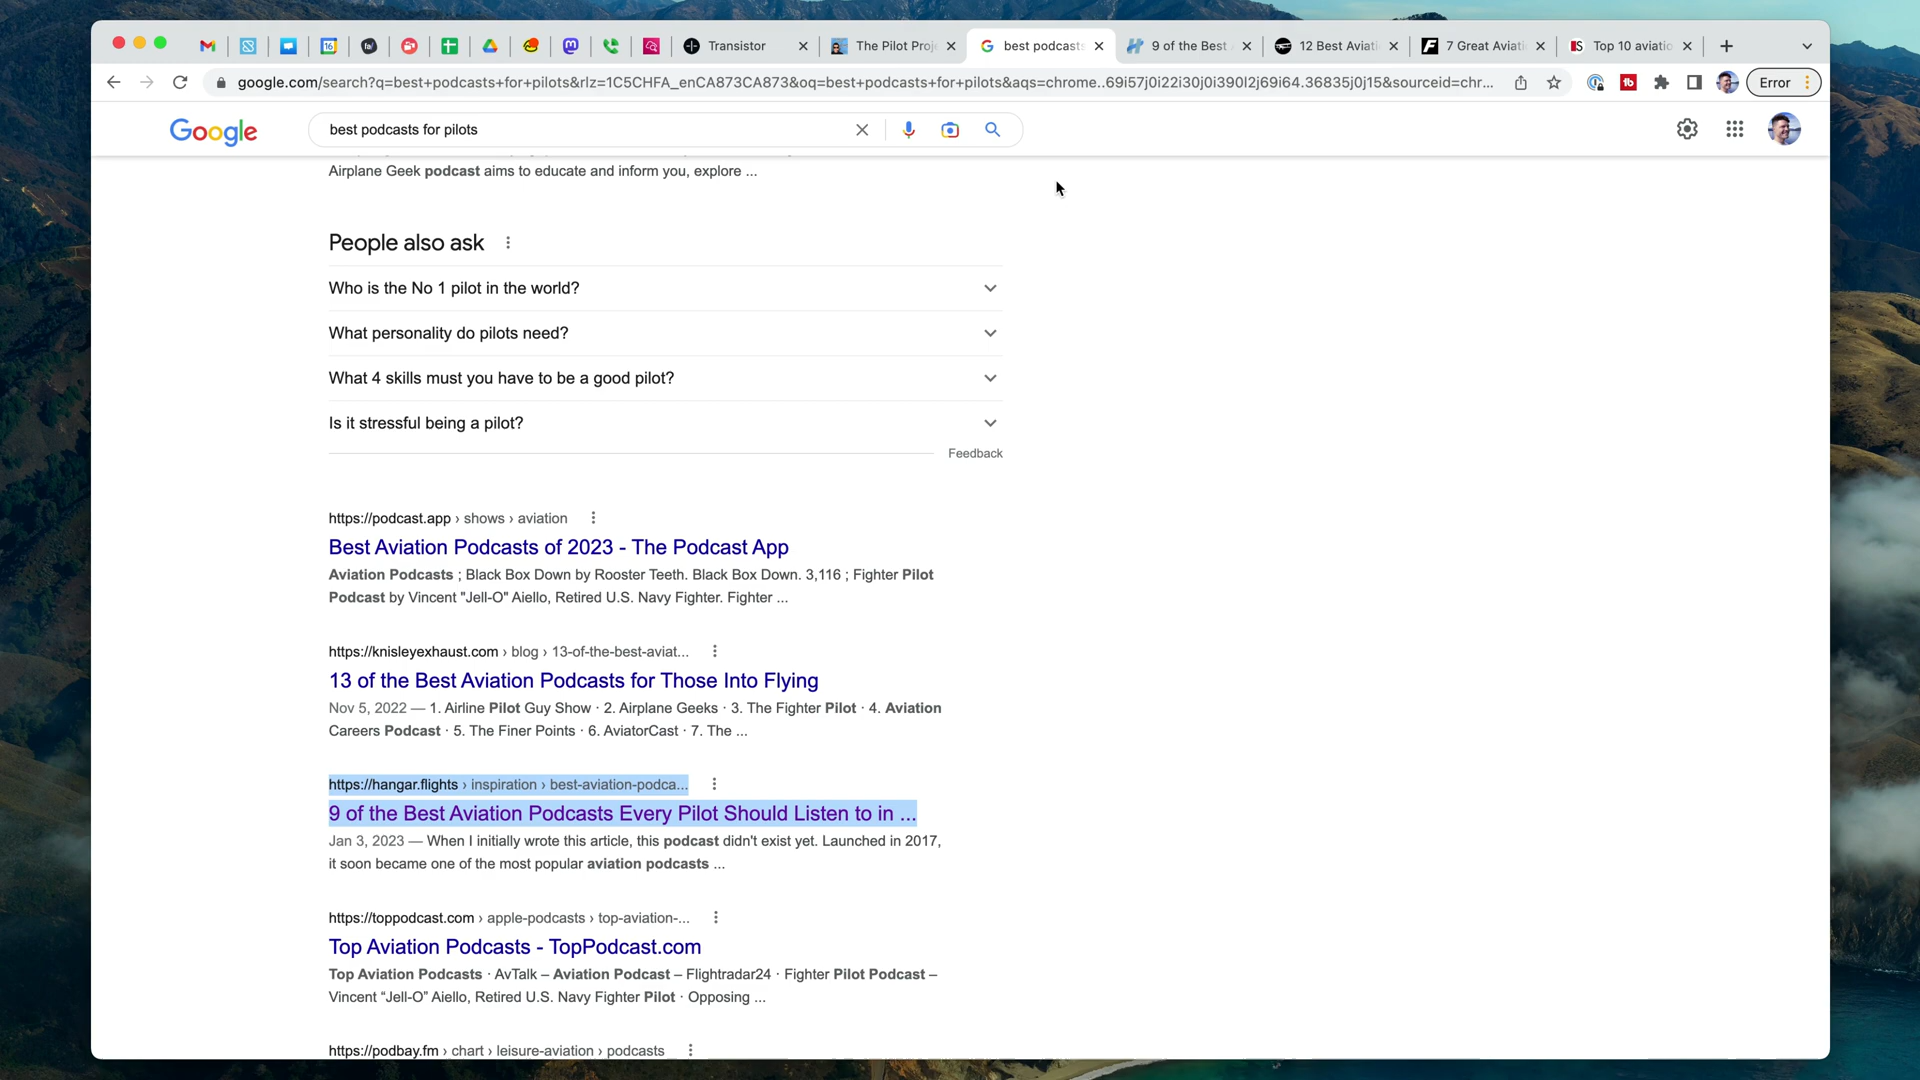 16
fa/
Transistor
The Pilot Proj
best podcasts
9 of the Best
12 Best Aviati
7 Great Aviati
Top 10 aviatio
google.com/search?q=best+podcasts+for+pilots&rlz=1C5CHFA_enCA873CA873&oq=best+podcasts+for+pilots&aqs=chrome..69i57j0i22i30j0i390l2j69i64.36835j0j15&sourceid=chr...
Error
Google
best podcasts for pilots
Airplane Geek podcast aims to educate and inform you, explore ...
People also ask
Who is the No 1 pilot in the world?
What personality do pilots need?
What 4 skills must you have to be a good pilot?
Is it stressful being a pilot?
Feedback
https://podcast.app › shows › aviation
Best Aviation Podcasts of 2023 - The Podcast App
Aviation Podcasts ; Black Box Down by Rooster Teeth. Black Box Down. 3,116 ; Fighter Pilot
Podcast by Vincent "Jell-O" Aiello, Retired U.S. Navy Fighter. Fighter ...
https://knisleyexhaust.com › blog › 13-of-the-best-aviat...
13 of the Best Aviation Podcasts for Those Into Flying
Nov 5, 2022 — 1. Airline Pilot Guy Show · 2. Airplane Geeks · 3. The Fighter Pilot · 4. Aviation
Careers Podcast · 5. The Finer Points · 6. AviatorCast · 7. The ...
https://hangar.flights › inspiration › best-aviation-podca...
9 of the Best Aviation Podcasts Every Pilot Should Listen to in ...
Jan 3, 2023 — When I initially wrote this article, this podcast didn't exist yet. Launched in 2017,
it soon became one of the most popular aviation podcasts ...
https://toppodcast.com › apple-podcasts › top-aviation-...
Top Aviation Podcasts - TopPodcast.com
Top Aviation Podcasts · AvTalk – Aviation Podcast – Flightradar24 · Fighter Pilot Podcast –
Vincent “Jell-O” Aiello, Retired U.S. Navy Fighter Pilot · Opposing ...
https://podbay.fm › chart › leisure-aviation › podcasts